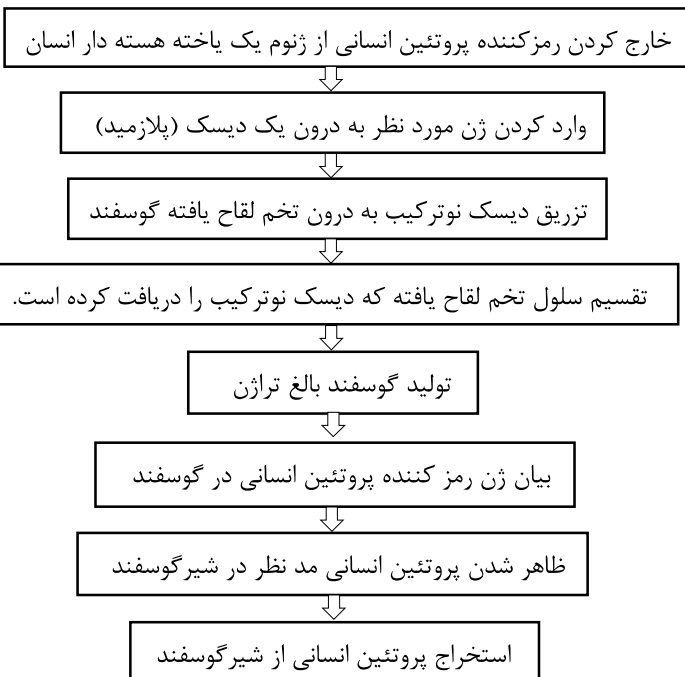 خارج کردن رمزکننده پروتئین انسانی از ژنوم یک یاخته هسته دار انسان
وارد کردن ژن مورد نظر به درون یک دیسک (پلازمید)
تزریق دیسک نوترکیب به درون تخم لقاح یافته گوسفند
تقسیم سلول تخم لقاح یافته که دیسک نوترکیب را دریافت کرده است.
تولید گوسفند بالغ تراژن
بیان ژن رمز کننده پروتئین انسانی در گوسفند
ظاهر شدن پروتئین انسانی مد نظر در شیرگوسفند
استخراج پروتئین انسانی از شیرگوسفند